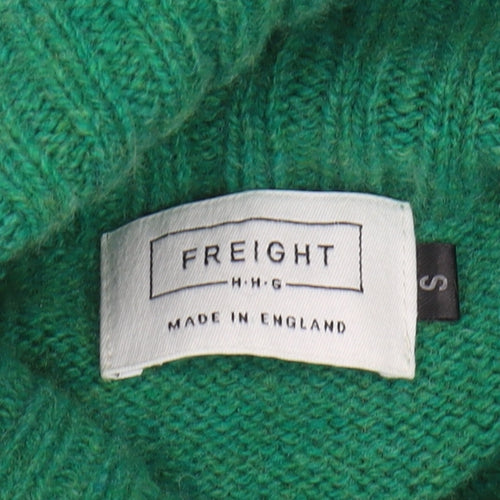 FREIGHT
H·H·G
MADE IN ENGLAND
S